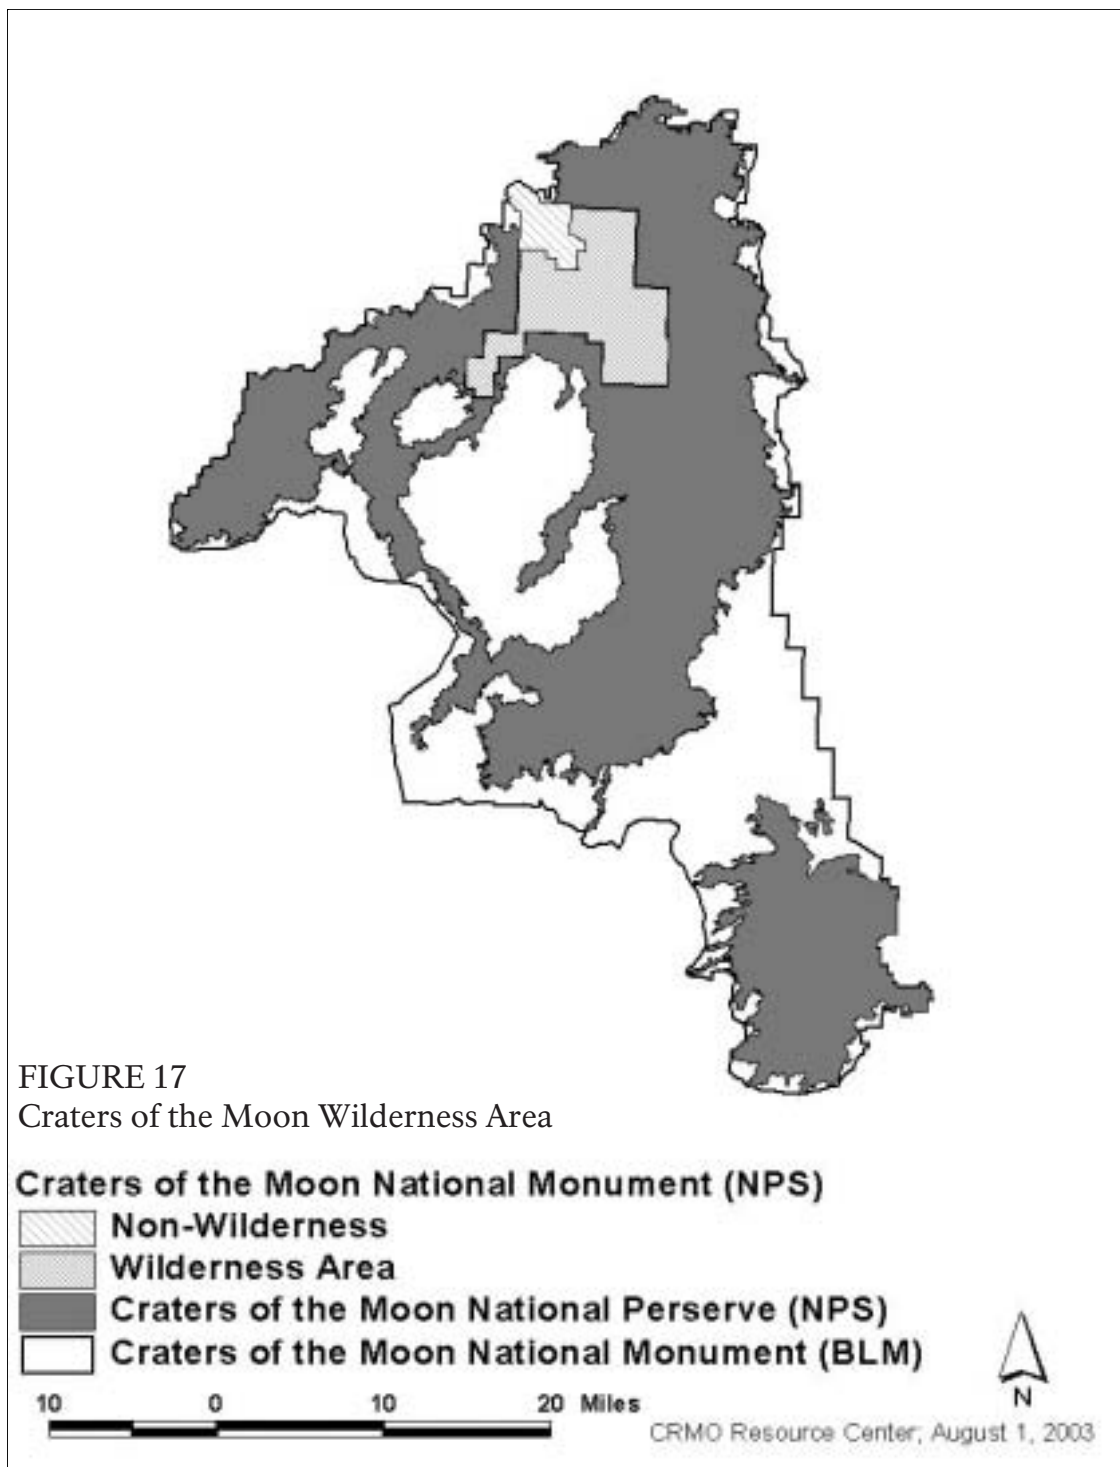 FIGURE 17
Craters of the Moon Wilderness Area
Craters of the Moon National Monument (NPS)
Non-Wilderness
Wilderness Area
Craters of the Moon National Perserve (NPS)
Craters of the Moon National Monument (BLM)
10 0 10 20 Miles
N
CRMO Resource Center; August 1, 2003